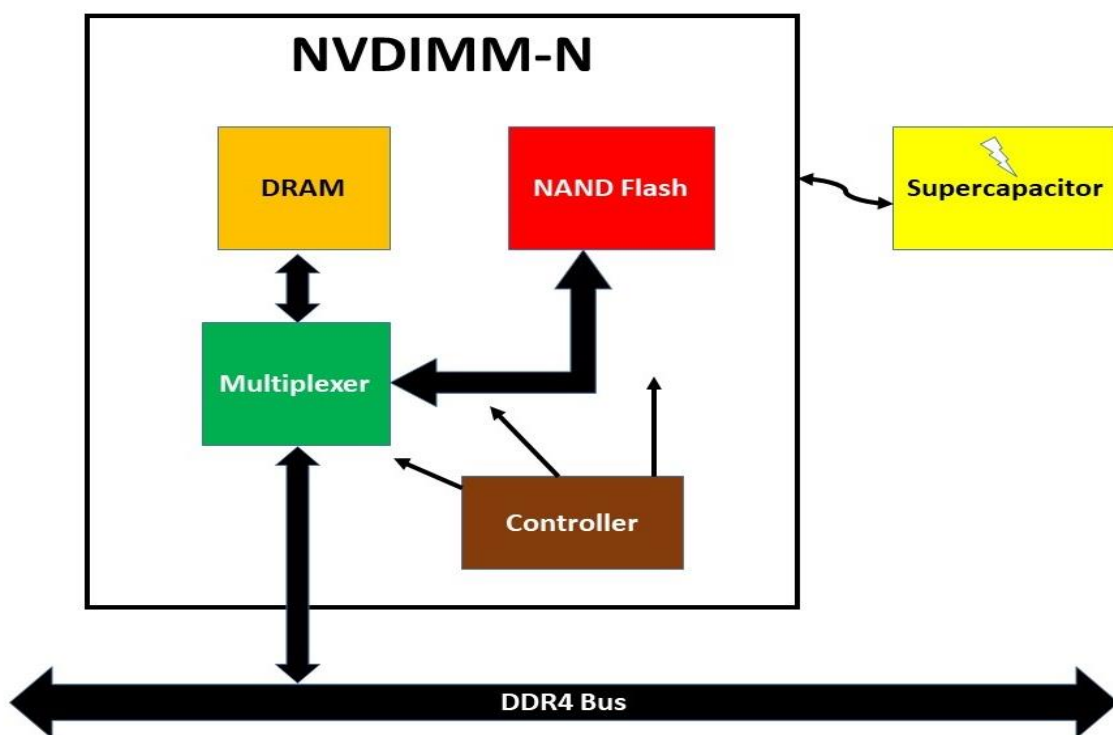 NVDIMM-N
DRAM
NAND Flash
Supercapacitor
Multiplexer
Controller
DDR4 Bus